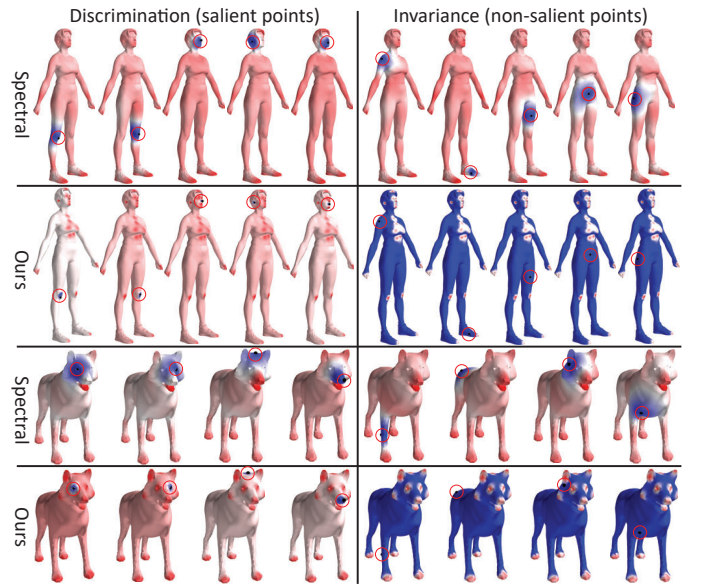 Discrimination (salient points)
Invariance (non-salient points)
Spectral
Ours
Spectral
Ours